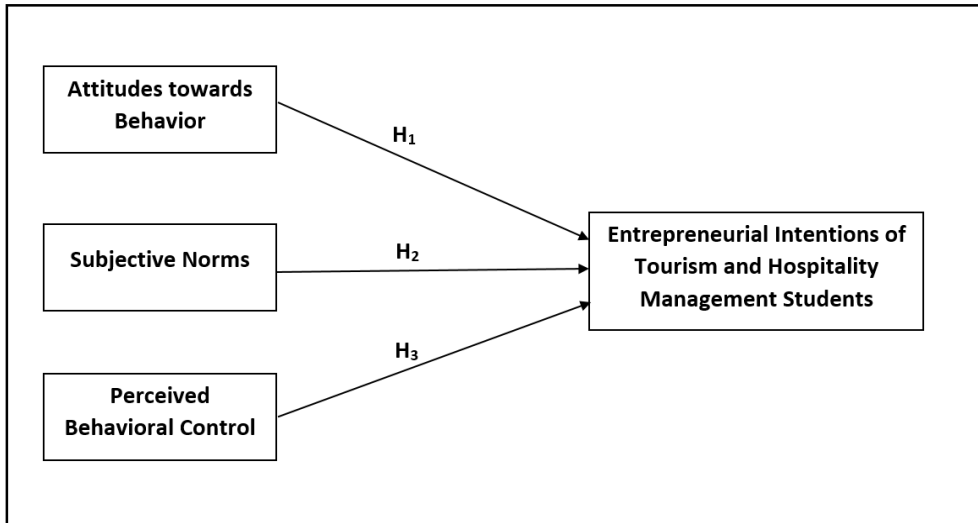 Attitudes towards
Behavior
H₁
Subjective Norms
H₂
Entrepreneurial Intentions of
Tourism and Hospitality
Management Students
H₃
Perceived
Behavioral Control